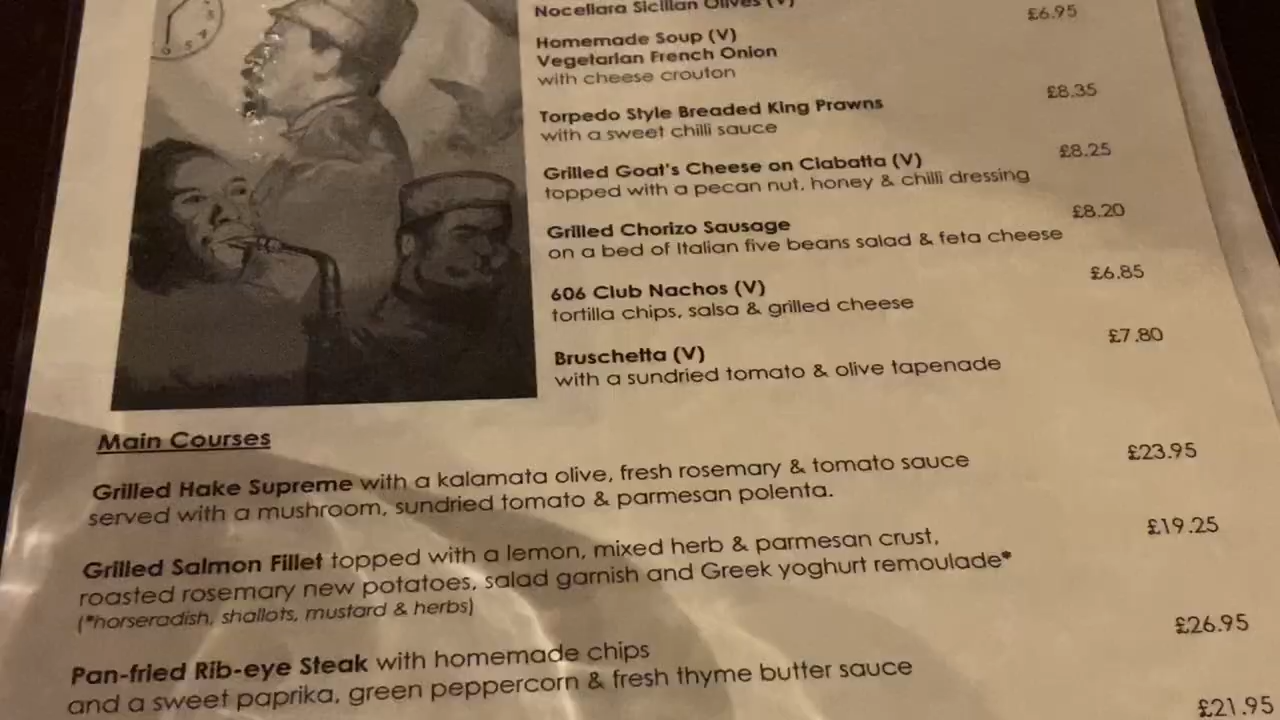 Nocellara Sicilian Olives (V)
£6.95
Homemade Soup (V)
Vegetarian French Onion
with cheese crouton
£8.35
Torpedo Style Breaded King Prawns
with a sweet chilli sauce
£8.25
Grilled Goat's Cheese on Ciabatta (V)
topped with a pecan nut, honey & chilli dressing
£8.20
Grilled Chorizo Sausage
on a bed of Italian five beans salad & feta cheese
£6.85
606 Club Nachos (V)
tortilla chips, salsa & grilled cheese
£7.80
Bruschetta (V)
with a sundried tomato & olive tapenade
Main Courses
£23.95
Grilled Hake Supreme with a kalamata olive, fresh rosemary & tomato sauce
served with a mushroom, sundried tomato & parmesan polenta.
£19.25
Grilled Salmon Fillet topped with a lemon, mixed herb & parmesan crust,
roasted rosemary new potatoes, salad garnish and Greek yoghurt remoulade*
(*horseradish, shallots, mustard & herbs)
£26.95
Pan-fried Rib-eye Steak with homemade chips
and a sweet paprika, green peppercorn & fresh thyme butter sauce
£21.95